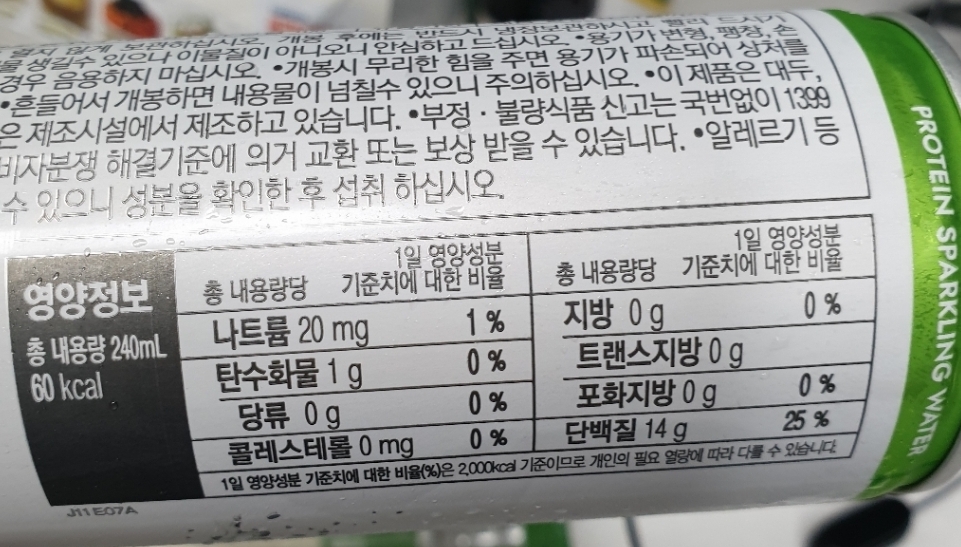 않게 보관하십시오 개봉 후에는 반드시 냉장보관하시고 빨리 드시기
물 생길수 있으나 이물질이 아니오니 안심하고 드십시오. •용기가 변형, 팽창, 손
경우 음용하지 마십시오. •개봉시 무리한 힘을 주면 용기가 파손되어 상처를
•흔들어서 개봉하면 내용물이 넘칠수 있으니 주의하십시오. •이 제품은 대두,
은 제조시설에서 제조하고 있습니다. •부정 · 불량식품 신고는 국번없이 1399
비자분쟁 해결기준에 의거 교환 또는 보상 받을 수 있습니다. •알레르기 등
수 있으니 성분을 확인한 후 섭취 하십시오
영양정보
총 내용량 240mL
60 kcal
총 내용량당 1일 영양성분 기준치에 대한 비율
나트륨 20 mg 1 %
탄수화물 1 g 0 %
당류 0 g 0 %
콜레스테롤 0 mg 0 %
총 내용량당 1일 영양성분 기준치에 대한 비율
지방 0 g 0 %
트랜스지방 0 g
포화지방 0 g 0 %
단백질 14 g 25 %
1일 영양성분 기준치에 대한 비율(%)은 2,000kcal 기준이므로 개인의 필요 열량에 따라 다를 수 있습니다.
J11E07A
PROTEIN SPARKLING WATER